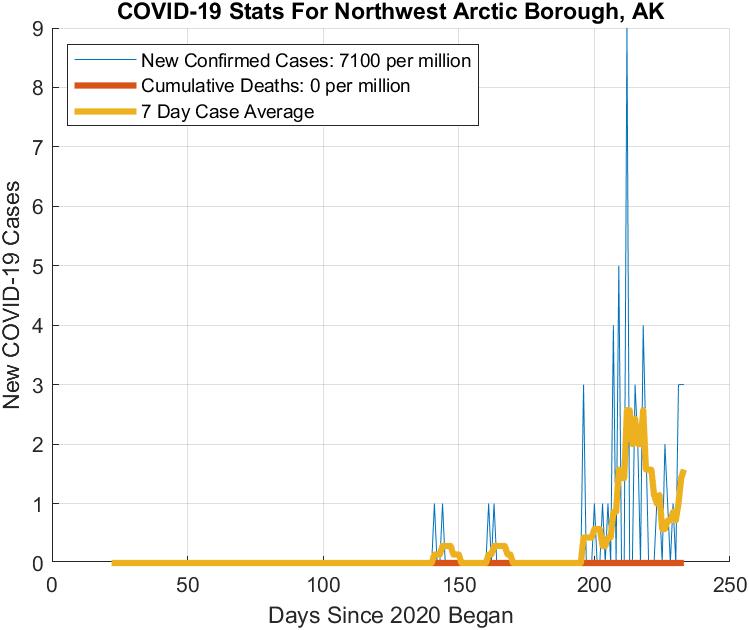 COVID-19 Stats For Northwest Arctic Borough, AK
New Confirmed Cases: 7100 per million
Cumulative Deaths: 0 per million
7 Day Case Average
New COVID-19 Cases
9
8
7
6
5
4
3
2
1
0
0 50 100 150 200 250
Days Since 2020 Began